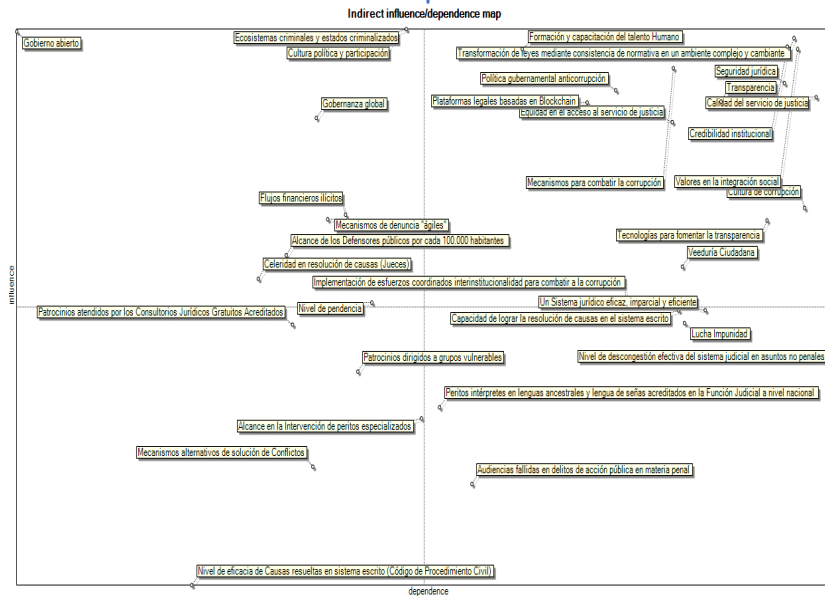 Indirect influence/dependence map
Gobierno abierto
Ecosistemas criminales y estados criminalizados
Formación y capacitación del talento Humano
Cultura política y participación
Transformación de leyes mediante consistencia de normativa en un ambiente complejo y cambiante
Política gubernamental anticorrupción
Seguridad jurídica
Transparencia
Gobernanza global
Plataformas legales basadas en Blockchain
Calidad del servicio de justicia
Equidad en el acceso al servicio de justicia
Credibilidad institucional
Mecanismos para combatir la corrupción
Valores en la integración social
Cultura de corrupción
Flujos financieros ilícitos
Mecanismos de denuncia "ágiles"
Tecnologías para fomentar la transparencia
Alcance de los Defensores públicos por cada 100.000 habitantes
Veeduría Ciudadana
Celeridad en resolución de causas (Jueces)
influence
Implementación de esfuerzos coordinados interinstitucionalidad para combatir a la corrupción
Un Sistema jurídico eficaz, imparcial y eficiente
Patrocinios atendidos por los Consultorios Jurídicos Gratuitos Acreditados
Nivel de pendencia
Capacidad de lograr la resolución de causas en el sistema escrito
Lucha Impunidad
Patrocinios dirigidos a grupos vulnerables
Nivel de descongestión efectiva del sistema judicial en asuntos no penales
Peritos intérpretes en lenguas ancestrales y lengua de señas acreditados en la Función Judicial a nivel nacional
Alcance en la Intervención de peritos especializados
Mecanismos alternativos de solución de Conflictos
Audiencias fallidas en delitos de acción pública en materia penal
Nivel de eficacia de Causas resueltas en sistema escrito (Código de Procedimiento Civil)
dependence